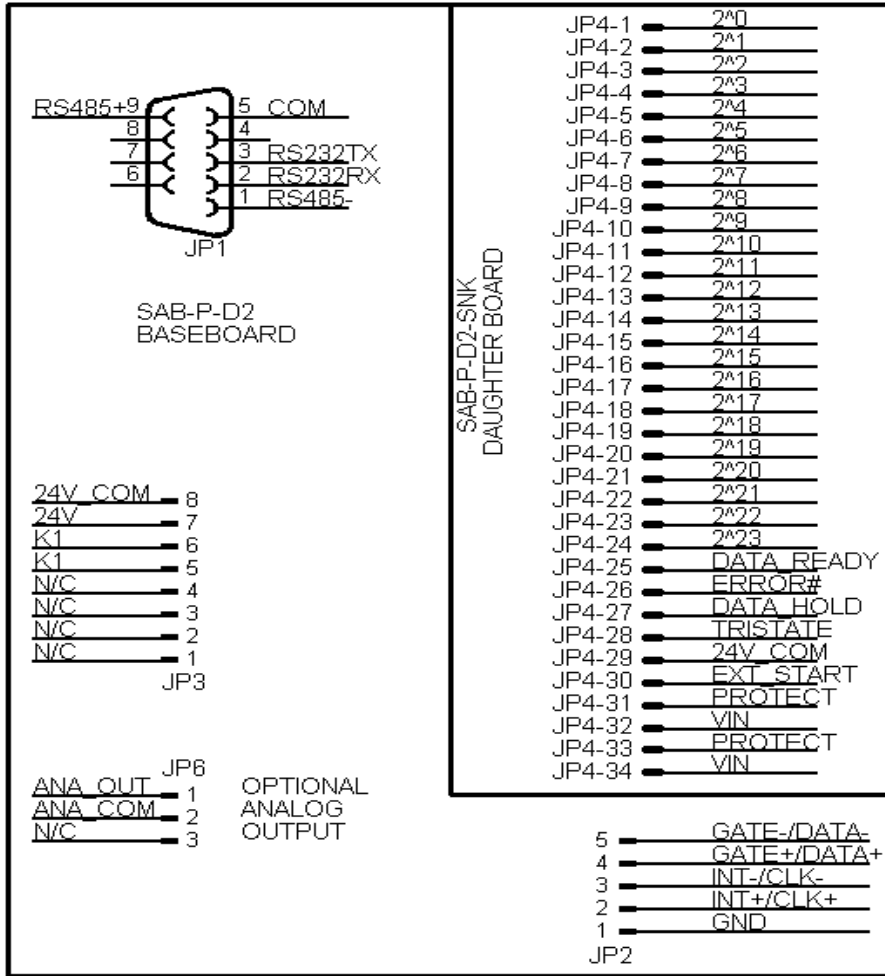 RS485+ 9 5 COM
8 4
7 3 RS232TX
6 2 RS232RX
1 RS485-
JP1
SAB-P-D2
BASEBOARD
24V_COM 8
24V 7
K1 6
K1 5
N/C 4
N/C 3
N/C 2
N/C 1
JP3
JP6
ANA_OUT 1 OPTIONAL
ANA_COM 2 ANALOG
N/C 3 OUTPUT
SAB-P-D2-SNK
DAUGHTER BOARD
JP4-1 2^0
JP4-2 2^1
JP4-3 2^2
JP4-4 2^3
JP4-5 2^4
JP4-6 2^5
JP4-7 2^6
JP4-8 2^7
JP4-9 2^8
JP4-10 2^9
JP4-11 2^10
JP4-12 2^11
JP4-13 2^12
JP4-14 2^13
JP4-15 2^14
JP4-16 2^15
JP4-17 2^16
JP4-18 2^17
JP4-19 2^18
JP4-20 2^19
JP4-21 2^20
JP4-22 2^21
JP4-23 2^22
JP4-24 2^23
JP4-25 DATA_READY
JP4-26 ERROR#
JP4-27 DATA_HOLD
JP4-28 TRISTATE
JP4-29 24V_COM
JP4-30 EXT_START
JP4-31 PROTECT
JP4-32 VIN
JP4-33 PROTECT
JP4-34 VIN
5 GATE-/DATA-
4 GATE+/DATA+
3 INT-/CLK-
2 INT+/CLK+
1 GND
JP2